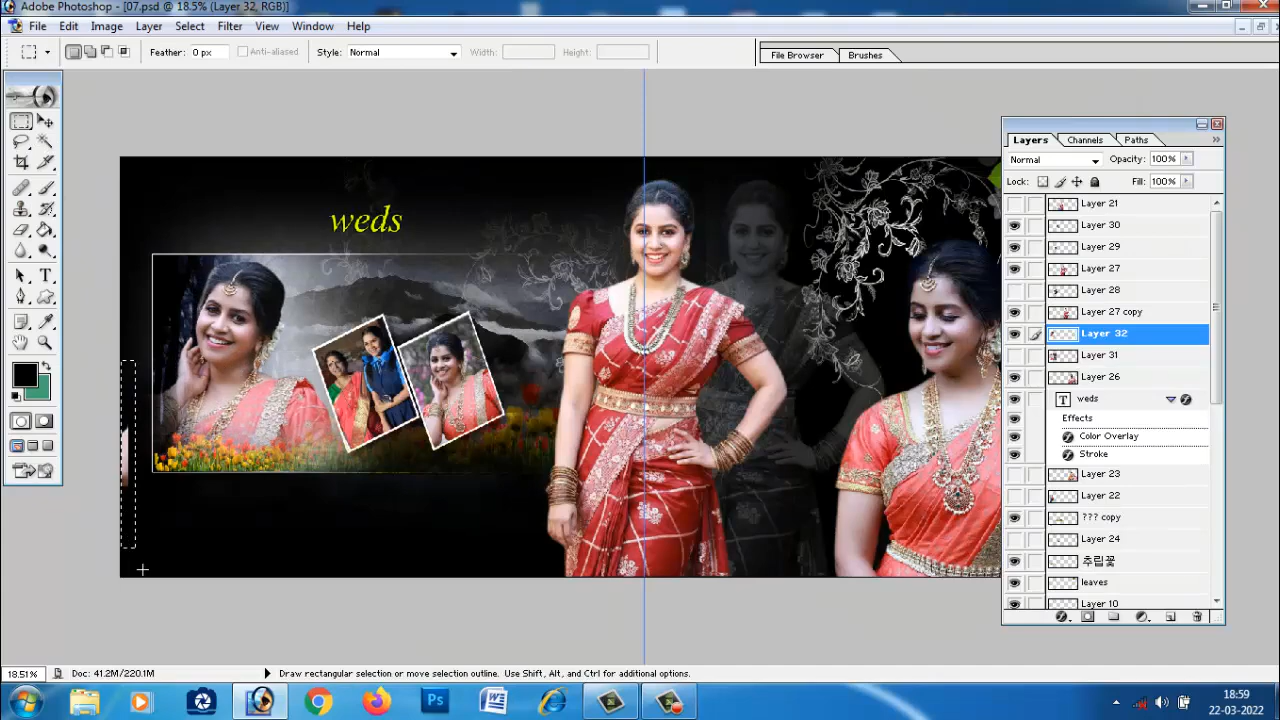 Adobe Photoshop - [07.psd @ 18.5% (Layer 32, RGB)]
File Edit Image Layer Select Filter View Window Help
Feather: 0 px Anti-aliased Style: Normal Width: Height: File Browser Brushes
weds
Layers Channels Paths
Normal Opacity: 100%
Lock: Fill: 100%
Layer 21
Layer 30
Layer 29
Layer 27
Layer 28
Layer 27 copy
Layer 32
Layer 31
Layer 26
T weds
Effects
Color Overlay
Stroke
Layer 23
Layer 22
??? copy
Layer 24
추립꽃
leaves
Layer 10
18.51% Doc: 41.2M/220.1M Draw rectangular selection or move selection outline. Use Shift, Alt, and Ctrl for additional options.
Ps W
18:59
22-03-2022